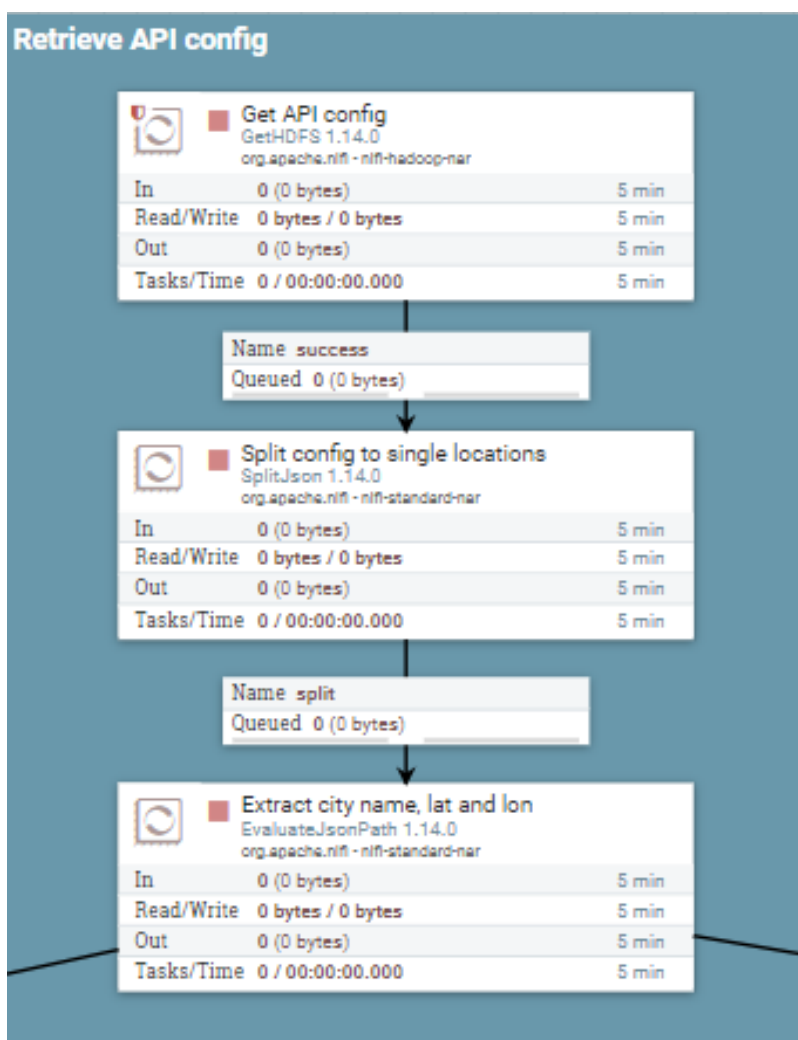 Retrieve API config
Get API config
GetHDFS 1.14.0
org.apache.nifi - nifi-hadoop-nar
In 0 (0 bytes) 5 min
Read/Write 0 bytes / 0 bytes 5 min
Out 0 (0 bytes) 5 min
Tasks/Time 0 / 00:00:00.000 5 min
Name success
Queued 0 (0 bytes)
Split config to single locations
SplitJson 1.14.0
org.apache.nifi - nifi-standard-nar
In 0 (0 bytes) 5 min
Read/Write 0 bytes / 0 bytes 5 min
Out 0 (0 bytes) 5 min
Tasks/Time 0 / 00:00:00.000 5 min
Name split
Queued 0 (0 bytes)
Extract city name, lat and lon
EvaluateJsonPath 1.14.0
org.apache.nifi - nifi-standard-nar
In 0 (0 bytes) 5 min
Read/Write 0 bytes / 0 bytes 5 min
Out 0 (0 bytes) 5 min
Tasks/Time 0 / 00:00:00.000 5 min